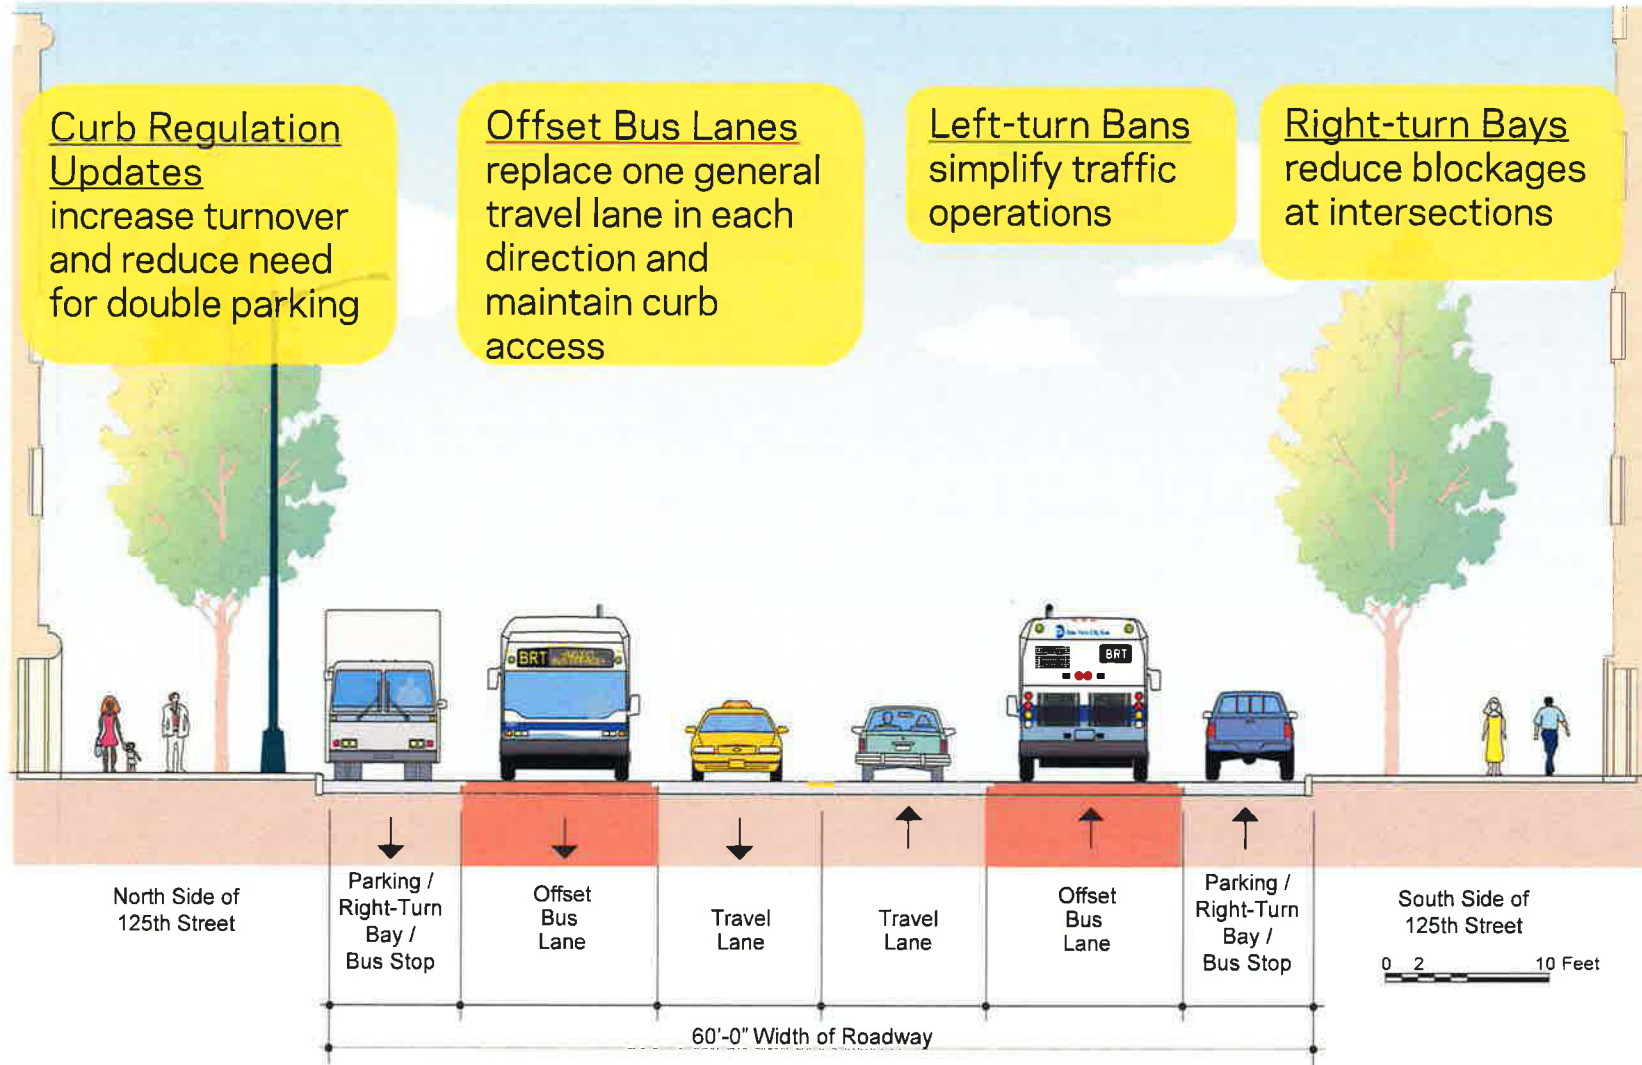 Curb Regulation
Updates
increase turnover
and reduce need
for double parking
Offset Bus Lanes
replace one general
travel lane in each
direction and
maintain curb
access
Left-turn Bans
simplify traffic
operations
Right-turn Bays
reduce blockages
at intersections
BRT
BRT
North Side of
125th Street
Parking /
Right-Turn
Bay /
Bus Stop
Offset
Bus
Lane
Travel
Lane
Travel
Lane
Offset
Bus
Lane
Parking /
Right-Turn
Bay /
Bus Stop
South Side of
125th Street
0 2 10 Feet
60'-0" Width of Roadway